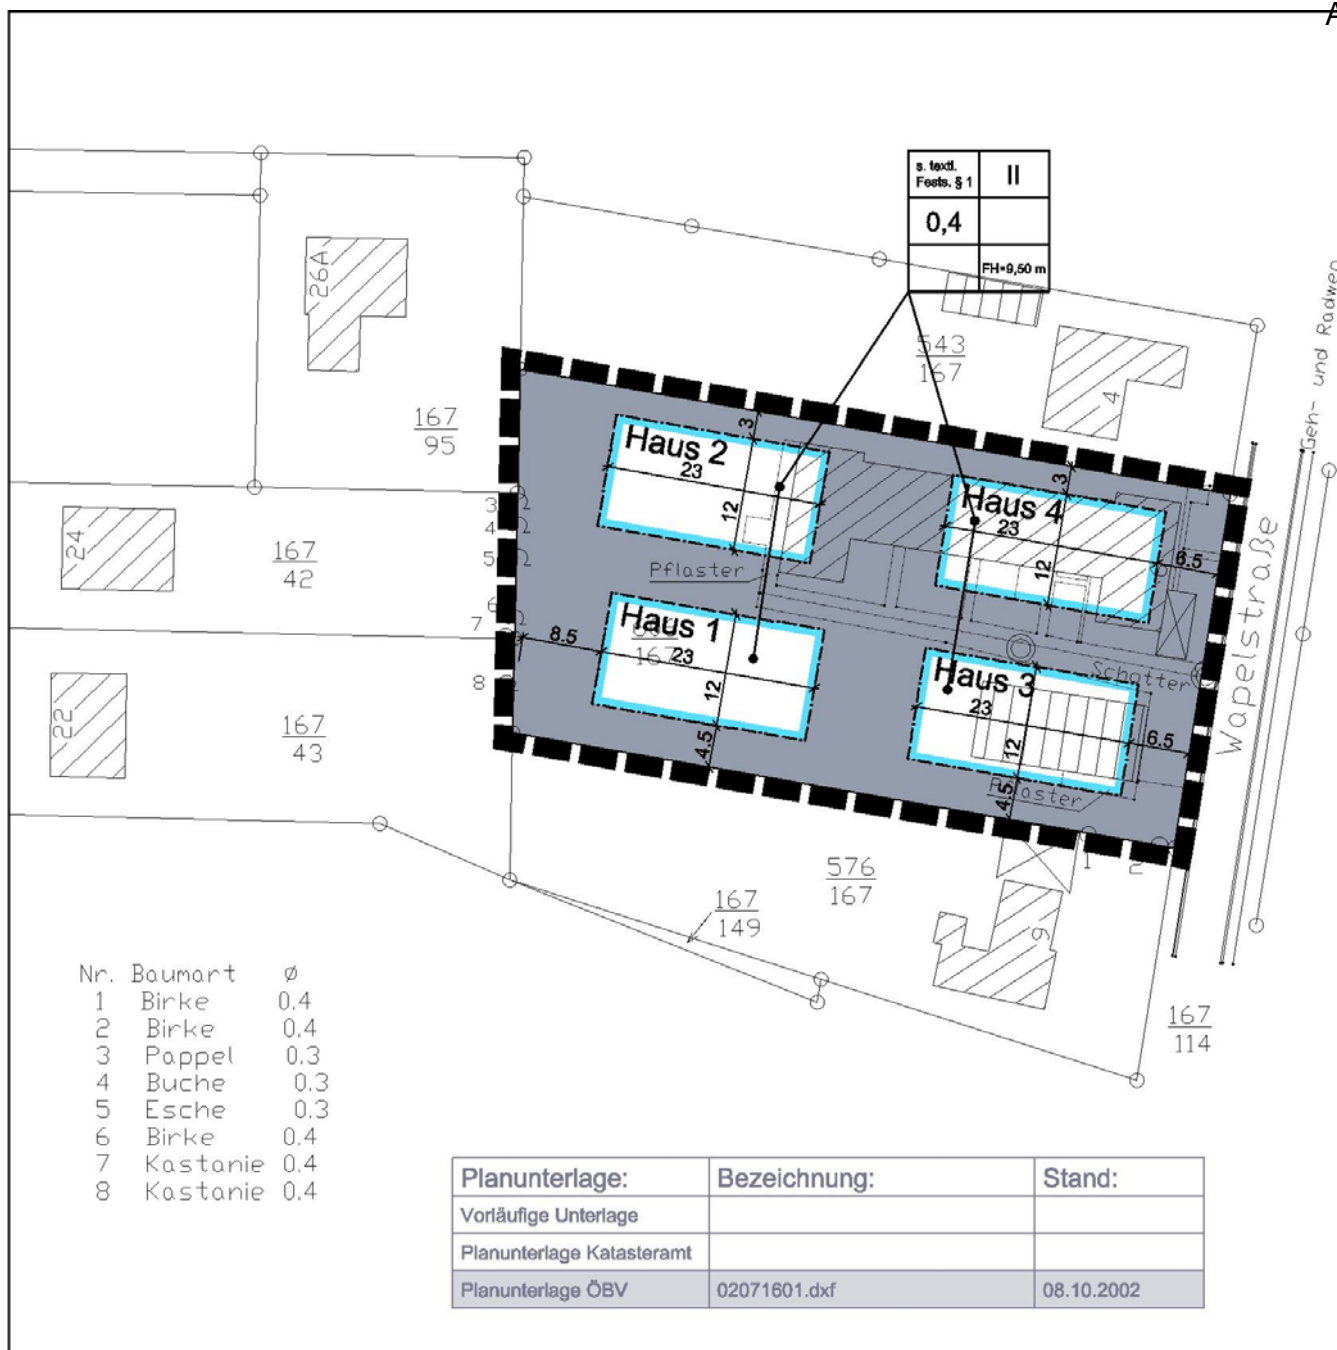 A
s. textl.
Fests. § 1
II
0,4
FH=9,50 m
26A
543
167
4
Geh- und Radweg
167
95
Haus 2
23
12
3
Haus 4
23
12
3
6.5
24
167
42
3
4
5
6
7
8
Pflaster
Haus 1
8.5
23
167
12
4.5
Schotter
Haus 3
23
12
6.5
4.5
Pflaster
Wapelstraße
22
167
43
1
2
576
167
167
149
9
167
114
Nr. Baumart ø
1 Birke 0.4
2 Birke 0.4
3 Pappel 0.3
4 Buche 0.3
5 Esche 0.3
6 Birke 0.4
7 Kastanie 0.4
8 Kastanie 0.4
Planunterlage: Bezeichnung: Stand:
Vorläufige Unterlage
Planunterlage Katasteramt
Planunterlage ÖBV 02071601.dxf 08.10.2002